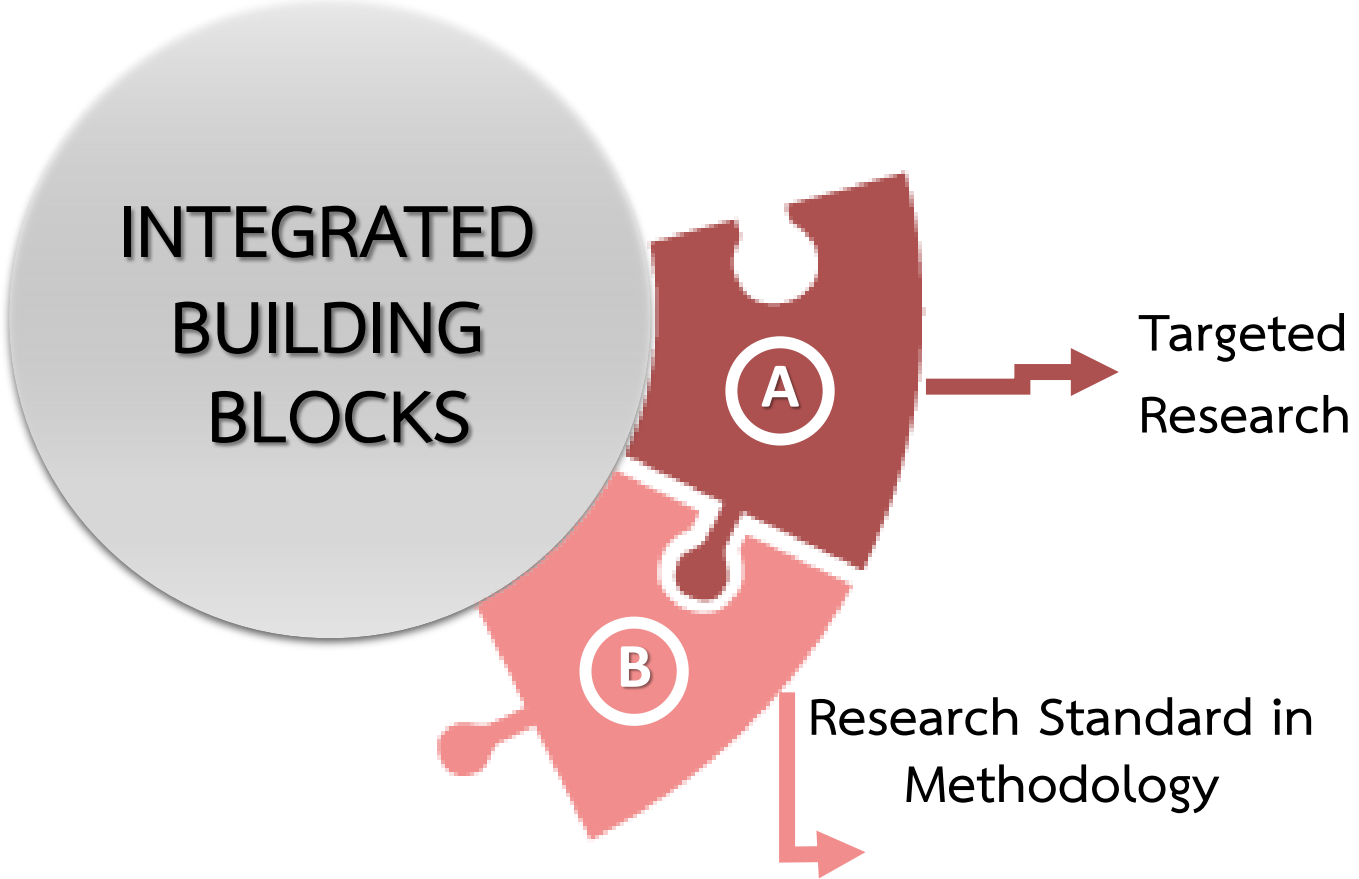 INTEGRATED
BUILDING
BLOCKS
A
Targeted
Research
B
Research Standard in
Methodology